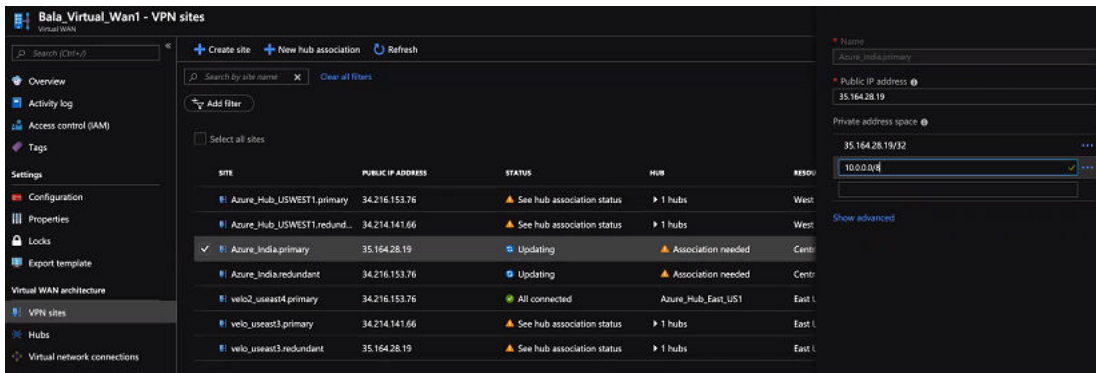 Bala_Virtual_Wan1 - VPN sites
Virtual WAN
Search (Ctrl+/)
«
Overview
Activity log
Access control (IAM)
Tags
Settings
Configuration
Properties
Locks
Export template
Virtual WAN architecture
VPN sites
Hubs
Virtual network connections
Create site New hub association Refresh
Search by site name X Clear all filters
Add filter
Select all sites
SITE PUBLIC IP ADDRESS STATUS HUB RESOU
Azure_Hub_USWEST1.primary 34.216.153.76 See hub association status 1 hubs West
Azure_Hub_USWEST1.redund... 34.214.141.66 See hub association status 1 hubs West
Azure_India.primary 35.164.28.19 Updating Association needed Centr
Azure_India.redundant 34.216.153.76 Updating Association needed Centr
velo2_useast4.primary 34.216.153.76 All connected Azure_Hub_East_US1 East U
velo_useast3.primary 34.214.141.66 See hub association status 1 hubs East U
velo_useast3.redundant 35.164.28.19 See hub association status 1 hubs East U
* Name
Azure_India.primary
* Public IP address
35.164.28.19
Private address space
35.164.28.19/32 ...
10.0.0.0/8 ...
Show advanced